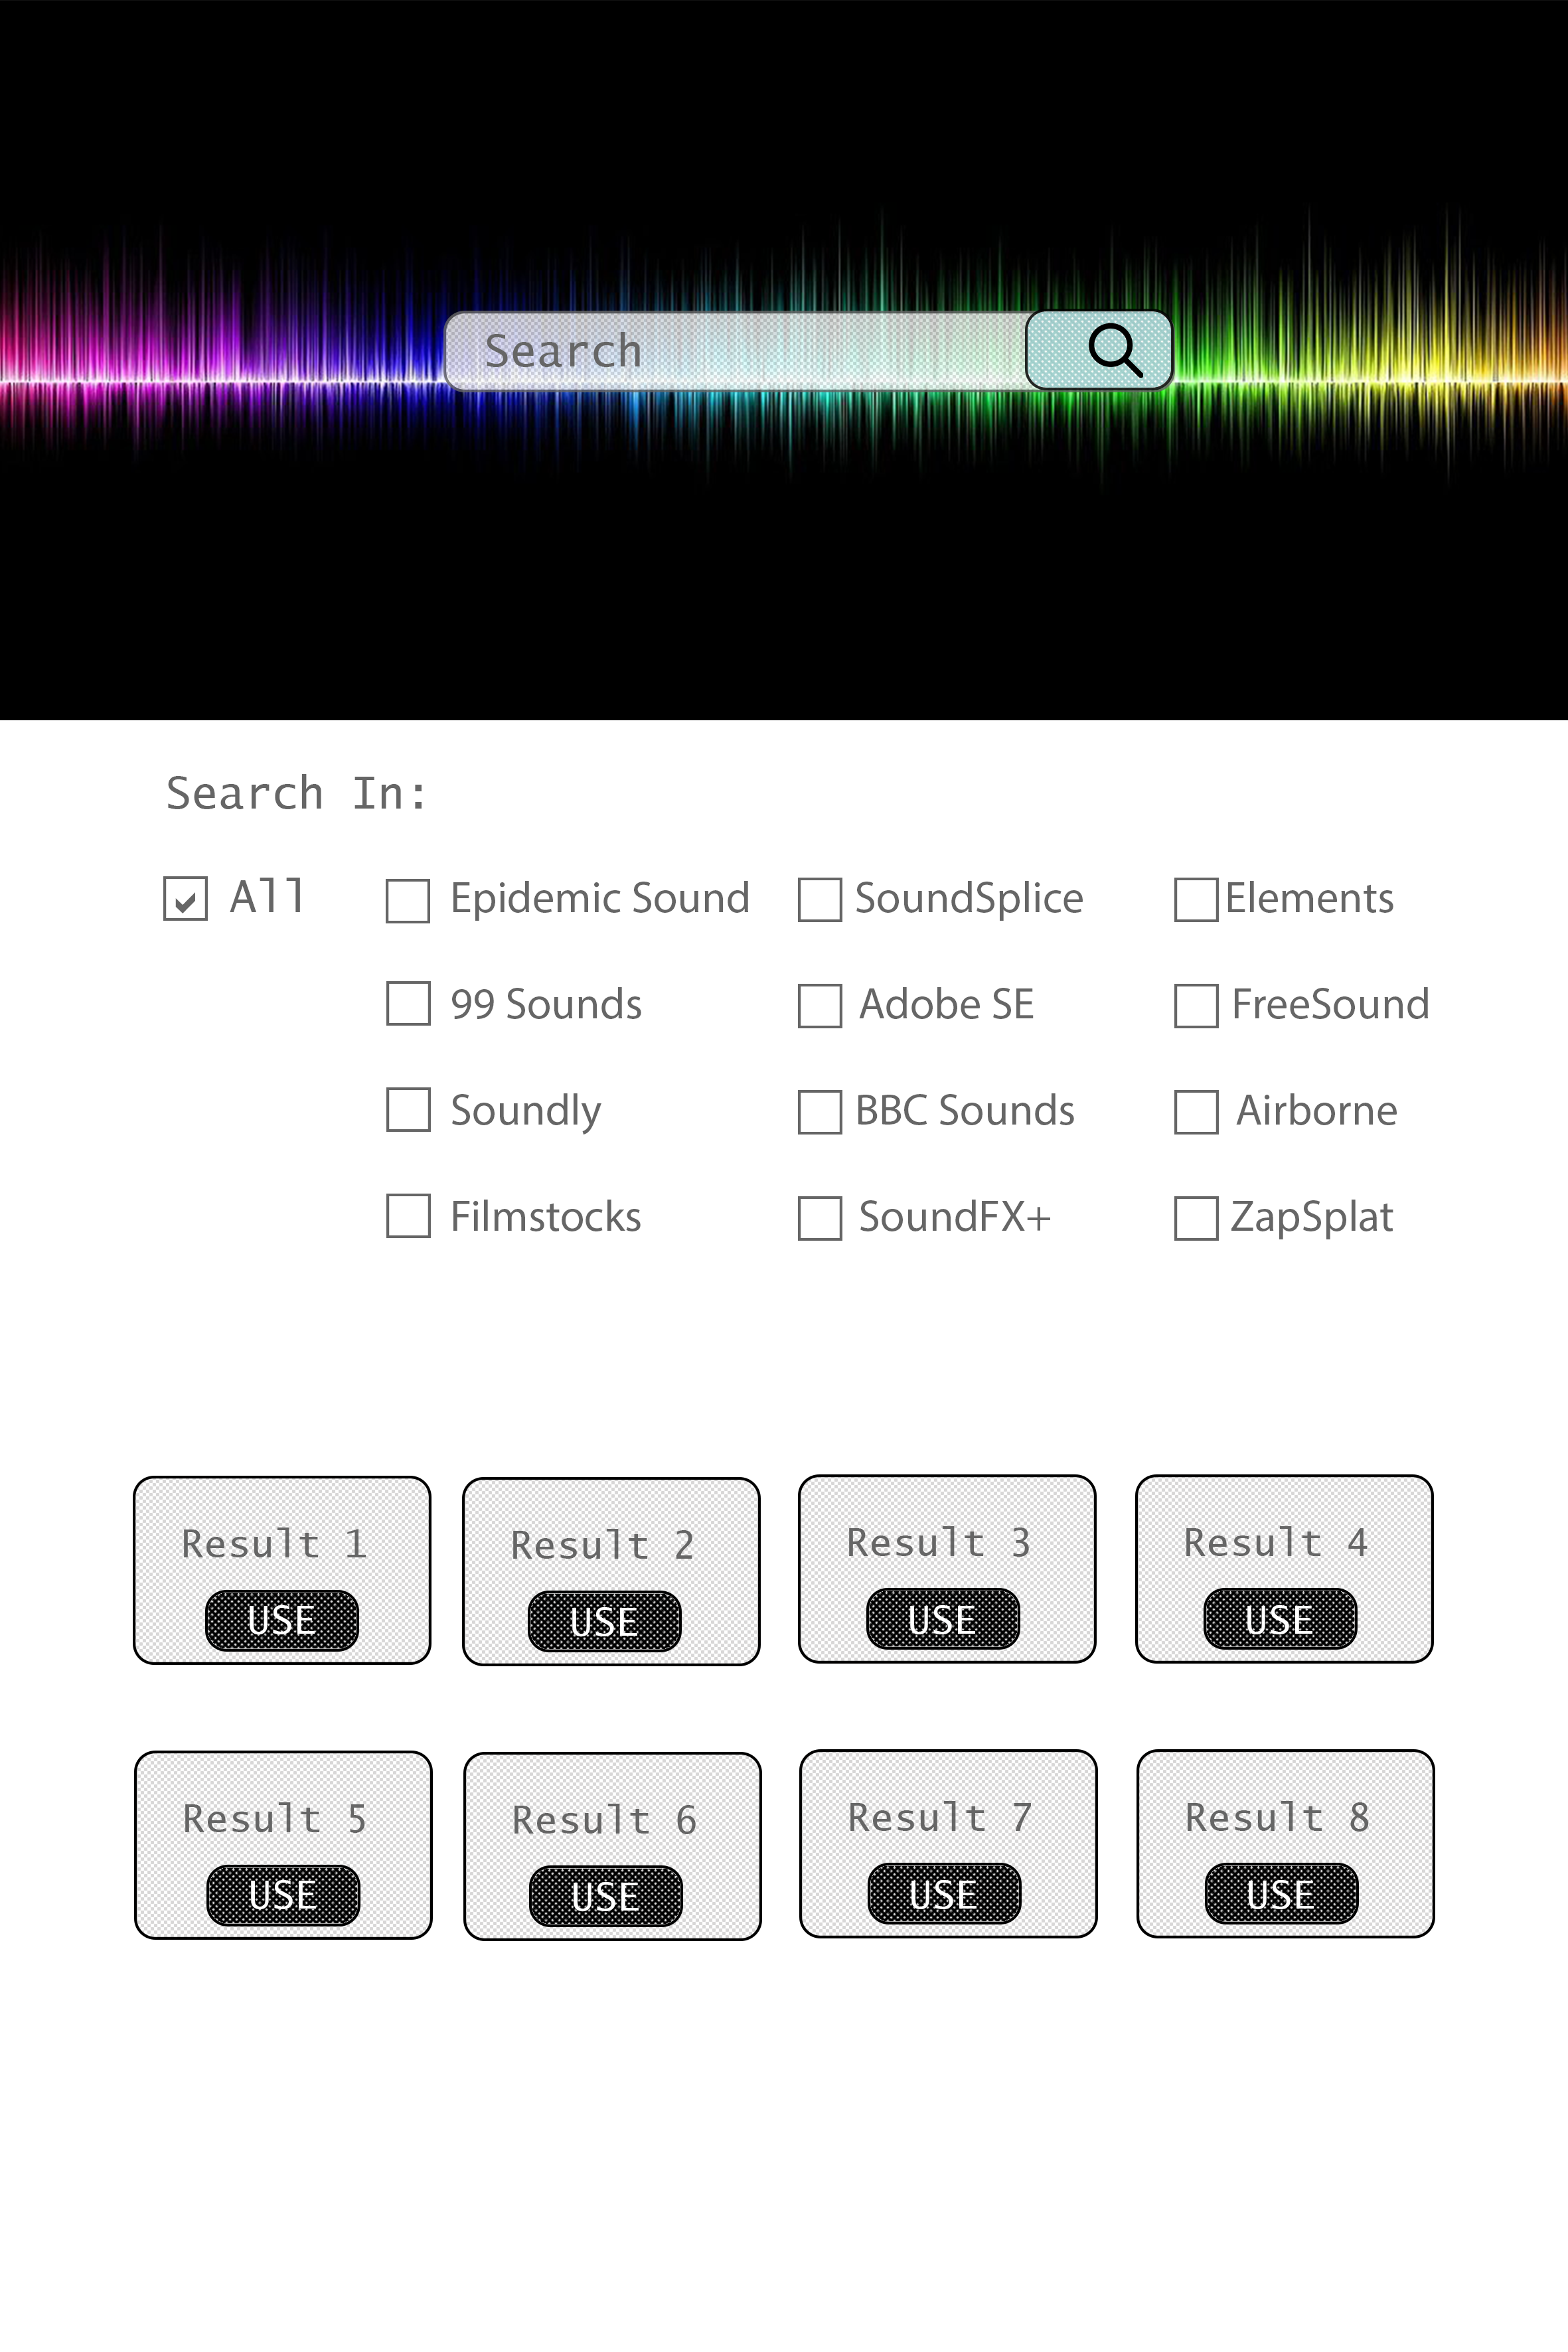 Search
Search In:
All
Epidemic Sound
SoundSplice
Elements
99 Sounds
Adobe SE
FreeSound
Soundly
BBC Sounds
Airborne
Filmstocks
SoundFX+
ZapSplat
Result 1
Result 2
Result 3
Result 4
USE
USE
USE
USE
Result 5
Result 6
Result 7
Result 8
USE
USE
USE
USE